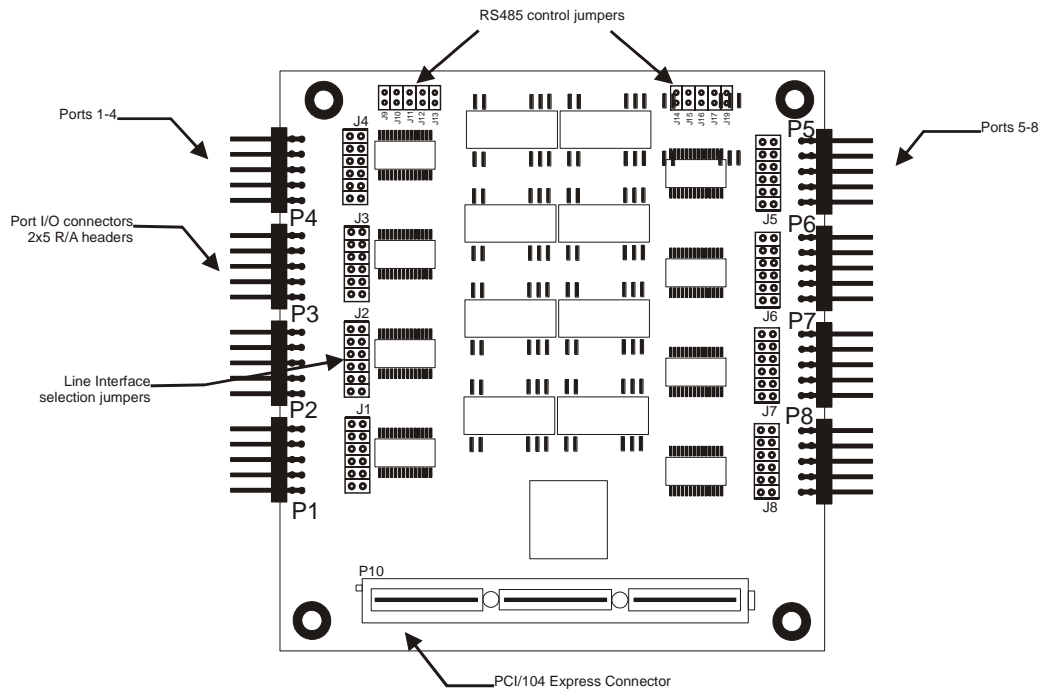 RS485 control jumpers
Ports 1-4
Ports 5-8
J9
J10
J11
J12
J13
J14
J15
J16
J17
J19
J4
P5
P4
J5
Port I/O connectors
2x5 R/A headers
J3
P6
P3
J6
J2
P7
Line Interface
selection jumpers
P2
J7
J1
P8
P1
J8
P10
PCI/104 Express Connector